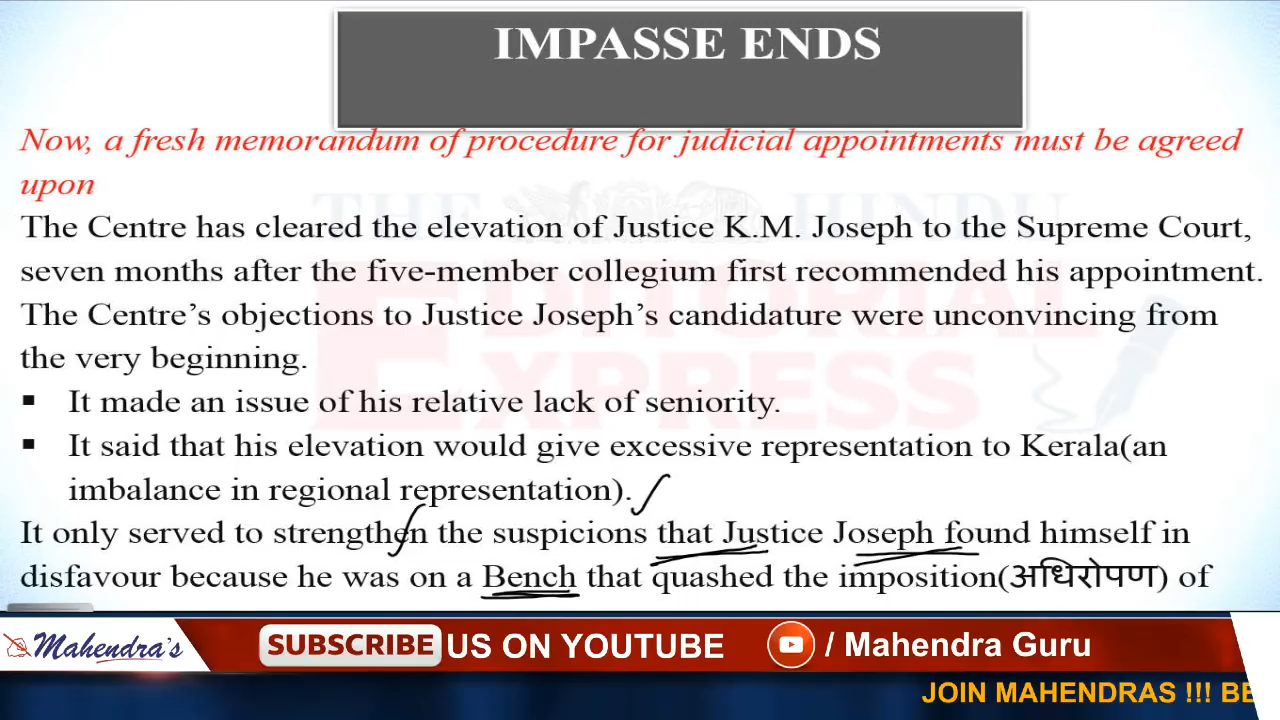 IMPASSE ENDS
Now, a fresh memorandum of procedure for judicial appointments must be agreed
upon
THE HINDU
EDITORIAL
EXPRESS
The Centre has cleared the elevation of Justice K.M. Joseph to the Supreme Court,
seven months after the five-member collegium first recommended his appointment.
The Centre's objections to Justice Joseph's candidature were unconvincing from
the very beginning.
▪ It made an issue of his relative lack of seniority.
▪ It said that his elevation would give excessive representation to Kerala(an
imbalance in regional representation).
It only served to strengthen the suspicions that Justice Joseph found himself in
disfavour because he was on a Bench that quashed the imposition(अधिरोपण) of
Mahendra's
SUBSCRIBE US ON YOUTUBE
/ Mahendra Guru
JOIN MAHENDRAS !!! BE